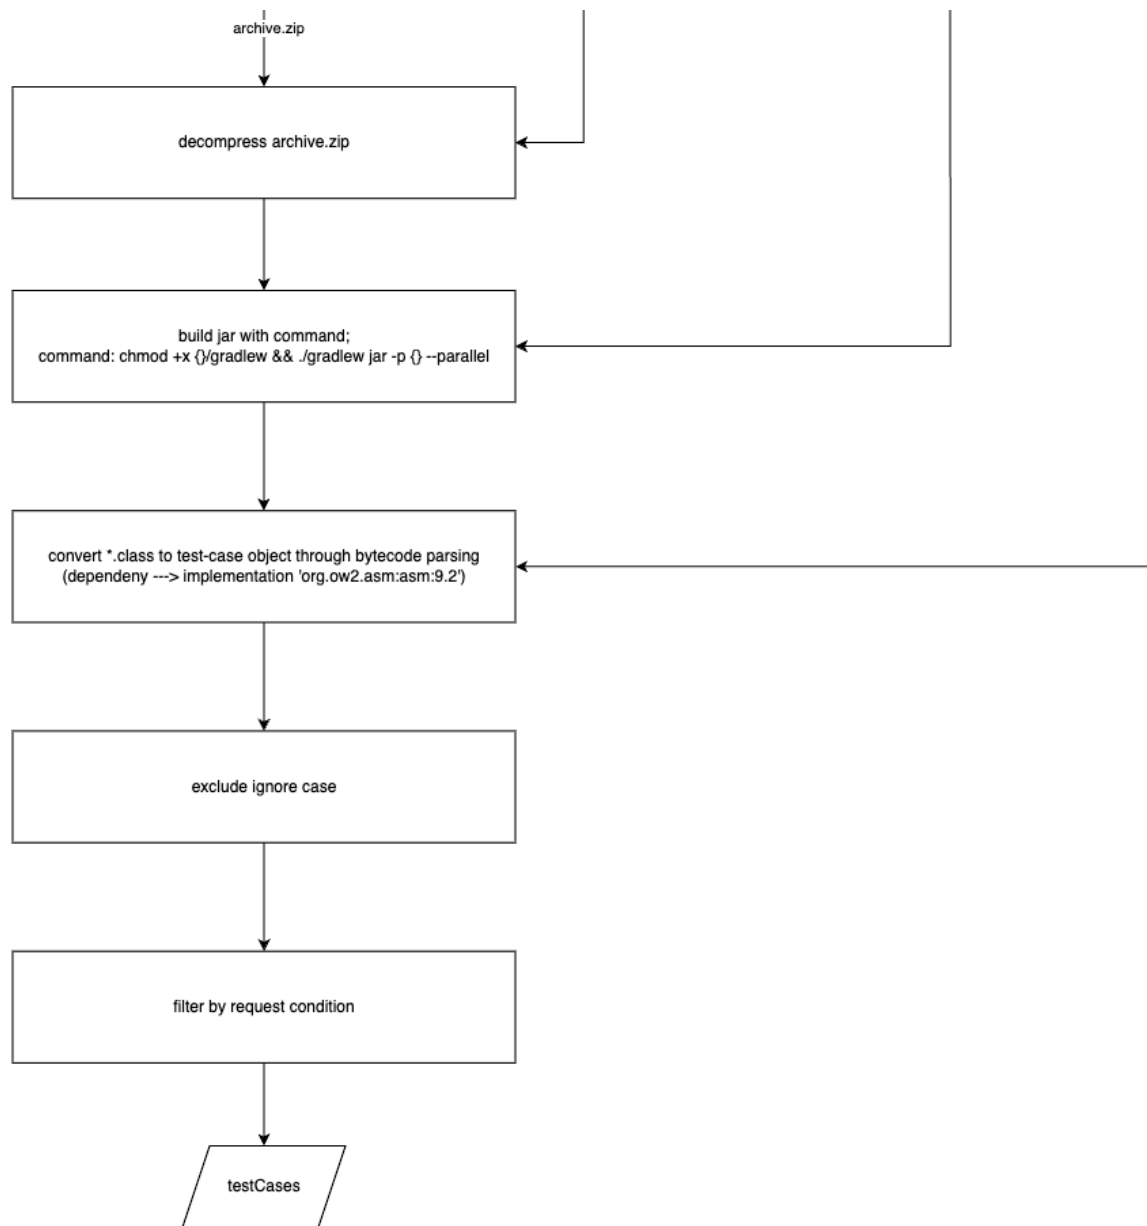 archive.zip
decompress archive.zip
build jar with command;
command: chmod +x {}/gradlew && ./gradlew jar -p {} --parallel
convert *.class to test-case object through bytecode parsing
(dependeny ---> implementation 'org.ow2.asm:asm:9.2')
exclude ignore case
filter by request condition
testCases